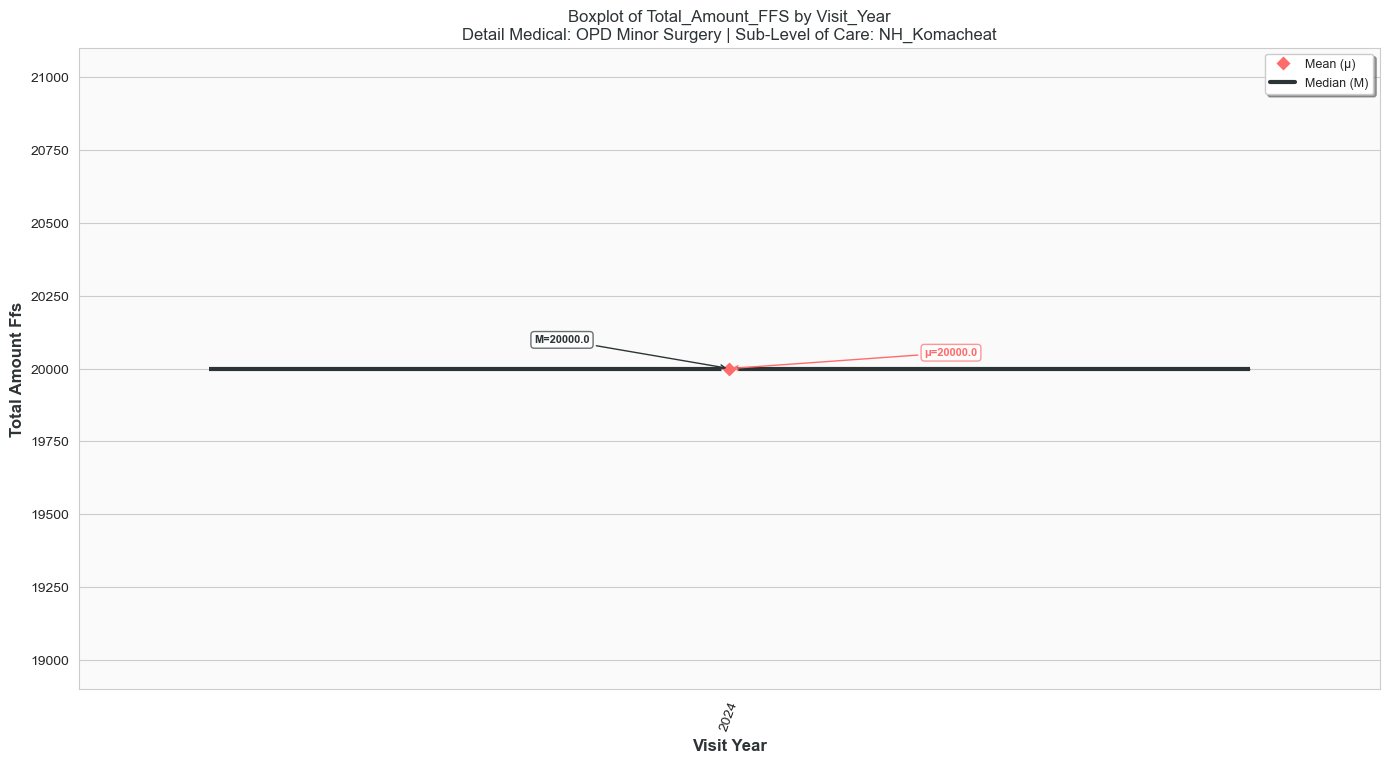 Boxplot of Total_Amount_FFS by Visit_Year
Detail Medical: OPD Minor Surgery | Sub-Level of Care: NH_Komacheat
Mean (μ)
Median (M)
Total Amount Ffs
21000
20750
20500
20250
20000
19750
19500
19250
19000
M=20000.0
μ=20000.0
2024
Visit Year